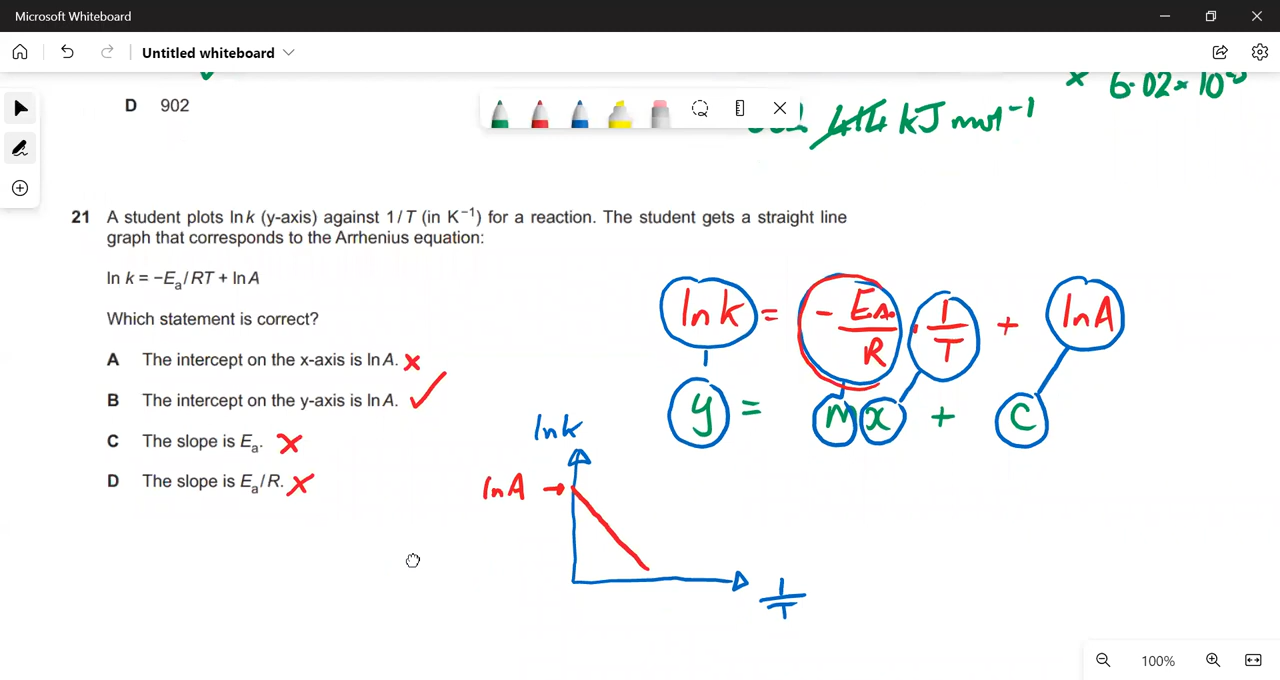 Microsoft Whiteboard
Untitled whiteboard
D 902
× 6.02 × 10
414 kJ mol⁻¹
21 A student plots ln k (y-axis) against 1/T (in K⁻¹) for a reaction. The student gets a straight line
graph that corresponds to the Arrhenius equation:
ln k = −Eₐ/RT + ln A
Which statement is correct?
A The intercept on the x-axis is ln A. ×
B The intercept on the y-axis is ln A. ✓
C The slope is Eₐ. ×
D The slope is Eₐ/R. ×
ln k = − Eₐ/R · 1/T + ln A
y = m x + c
ln k
ln A →
1/T
100%